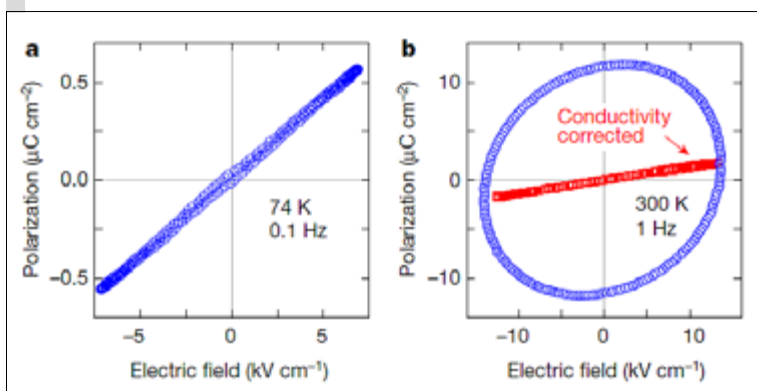 a
b
0.5
0.0
−0.5
Polarization (μC cm⁻²)
74 K
0.1 Hz
−5
0
5
Electric field (kV cm⁻¹)
10
0
−10
Polarization (μC cm⁻²)
Conductivity
corrected
300 K
1 Hz
−10
0
10
Electric field (kV cm⁻¹)